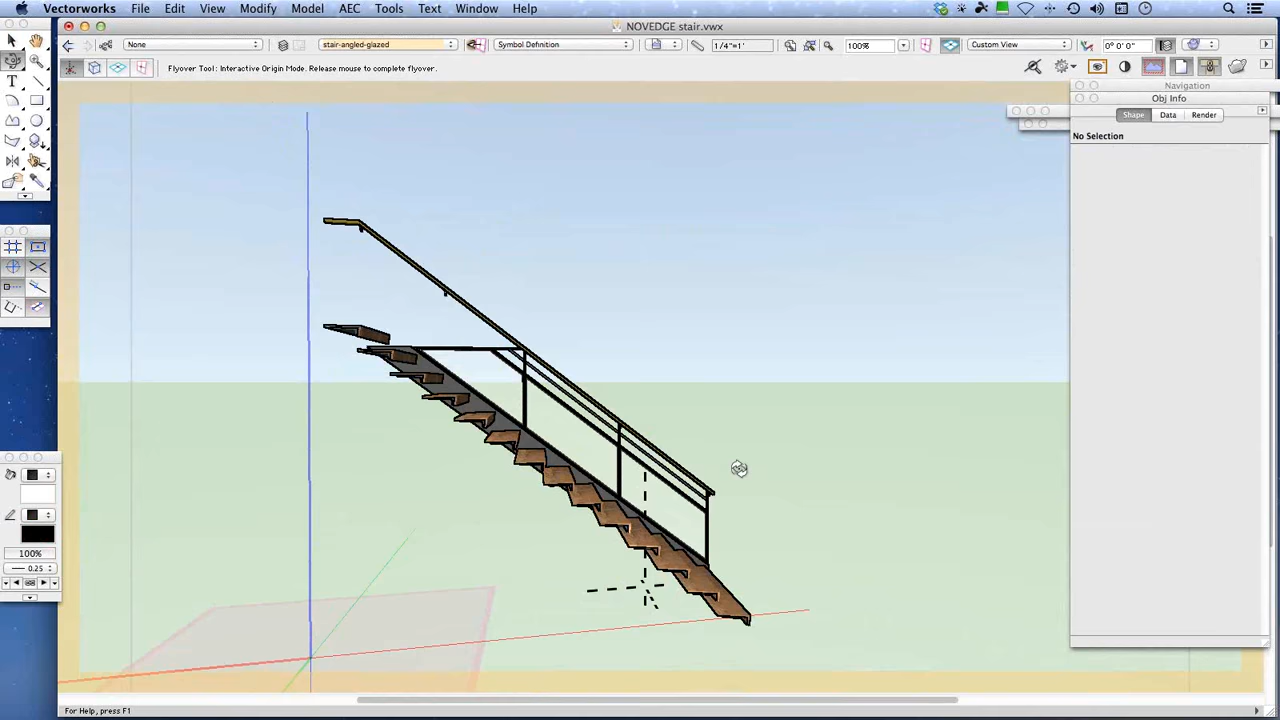 Vectorworks File Edit View Modify Model AEC Tools Text Window Help
NOVEDGE stair.vwx
None stair-angled-glazed Symbol Definition 1/4"=1' 100% Custom View 0° 0' 0"
Flyover Tool: Interactive Origin Mode. Release mouse to complete flyover.
Navigation
Obj Info
Shape Data Render
No Selection
100%
0.25
For Help, press F1